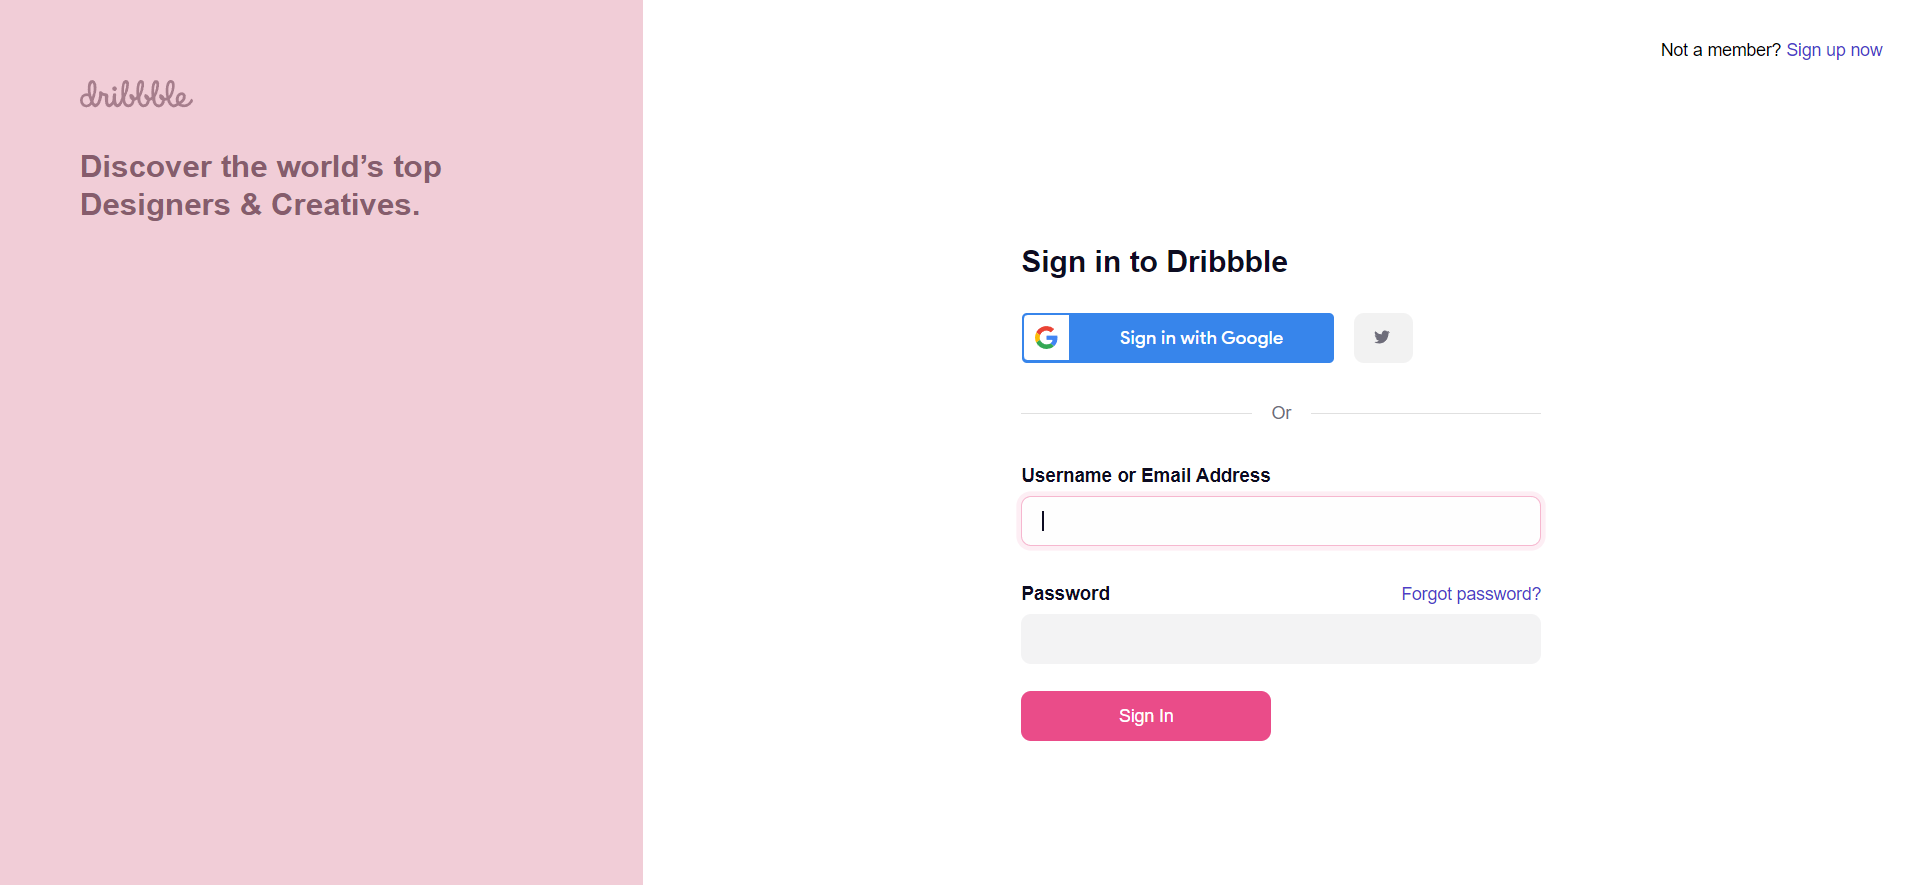 dribbble
Discover the world’s top
Designers & Creatives.
Not a member? Sign up now
Sign in to Dribbble
Sign in with Google
Or
Username or Email Address
Password
Forgot password?
Sign In